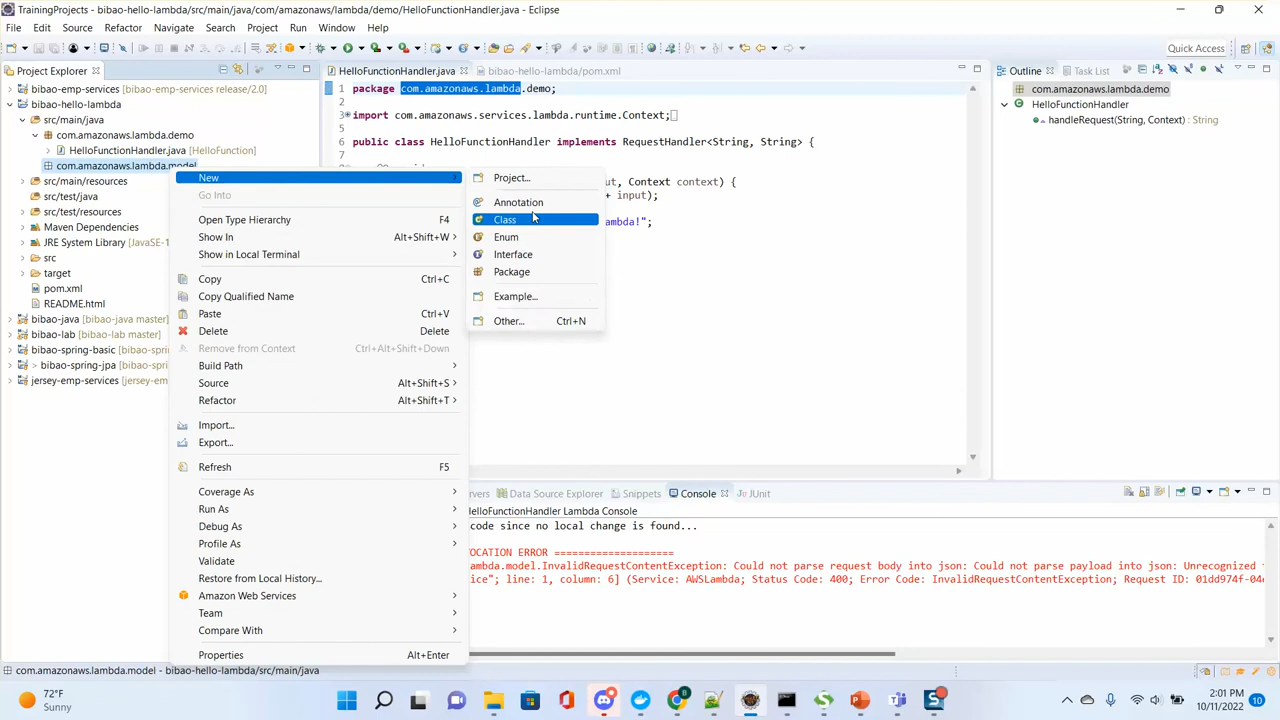 TrainingProjects - bibao-hello-lambda/src/main/java/com/amazonaws/lambda/demo/HelloFunctionHandler.java - Eclipse
File Edit Source Refactor Navigate Search Project Run Window Help
Quick Access
Project Explorer
bibao-emp-services [bibao-emp-services release/2.0]
bibao-hello-lambda
src/main/java
com.amazonaws.lambda.demo
HelloFunctionHandler.java [HelloFunction]
com.amazonaws.lambda.model
src/main/resources
src/test/java
src/test/resources
Maven Dependencies
JRE System Library [JavaSE-1
src
target
pom.xml
README.html
bibao-java [bibao-java master]
bibao-lab [bibao-lab master]
bibao-spring-basic [bibao-sprin
> bibao-spring-jpa [bibao-sprin
jersey-emp-services [jersey-em
New
Go Into
Open Type Hierarchy F4
Show In Alt+Shift+W
Show in Local Terminal
Copy Ctrl+C
Copy Qualified Name
Paste Ctrl+V
Delete Delete
Remove from Context Ctrl+Alt+Shift+Down
Build Path
Source Alt+Shift+S
Refactor Alt+Shift+T
Import...
Export...
Refresh F5
Coverage As
Run As
Debug As
Profile As
Validate
Restore from Local History...
Amazon Web Services
Team
Compare With
Properties Alt+Enter
Project...
Annotation
Class
Enum
Interface
Package
Example...
Other... Ctrl+N
HelloFunctionHandler.java bibao-hello-lambda/pom.xml
1 package com.amazonaws.lambda.demo;
2
3 import com.amazonaws.services.lambda.runtime.Context;
5
6 public class HelloFunctionHandler implements RequestHandler<String, String> {
7
ut, Context context) {
+ input);
mbda!";
Outline Task List
com.amazonaws.lambda.demo
HelloFunctionHandler
handleRequest(String, Context) : String
rvers Data Source Explorer Snippets Console JUnit
HelloFunctionHandler Lambda Console
code since no local change is found...
OCATION ERROR ====================
ambda.model.InvalidRequestContentException: Could not parse request body into json: Could not parse payload into json: Unrecognized
ice"; line: 1, column: 6] (Service: AWSLambda; Status Code: 400; Error Code: InvalidRequestContentException; Request ID: 01dd974f-04
com.amazonaws.lambda.model - bibao-hello-lambda/src/main/java
72°F
Sunny
2:01 PM
10/11/2022